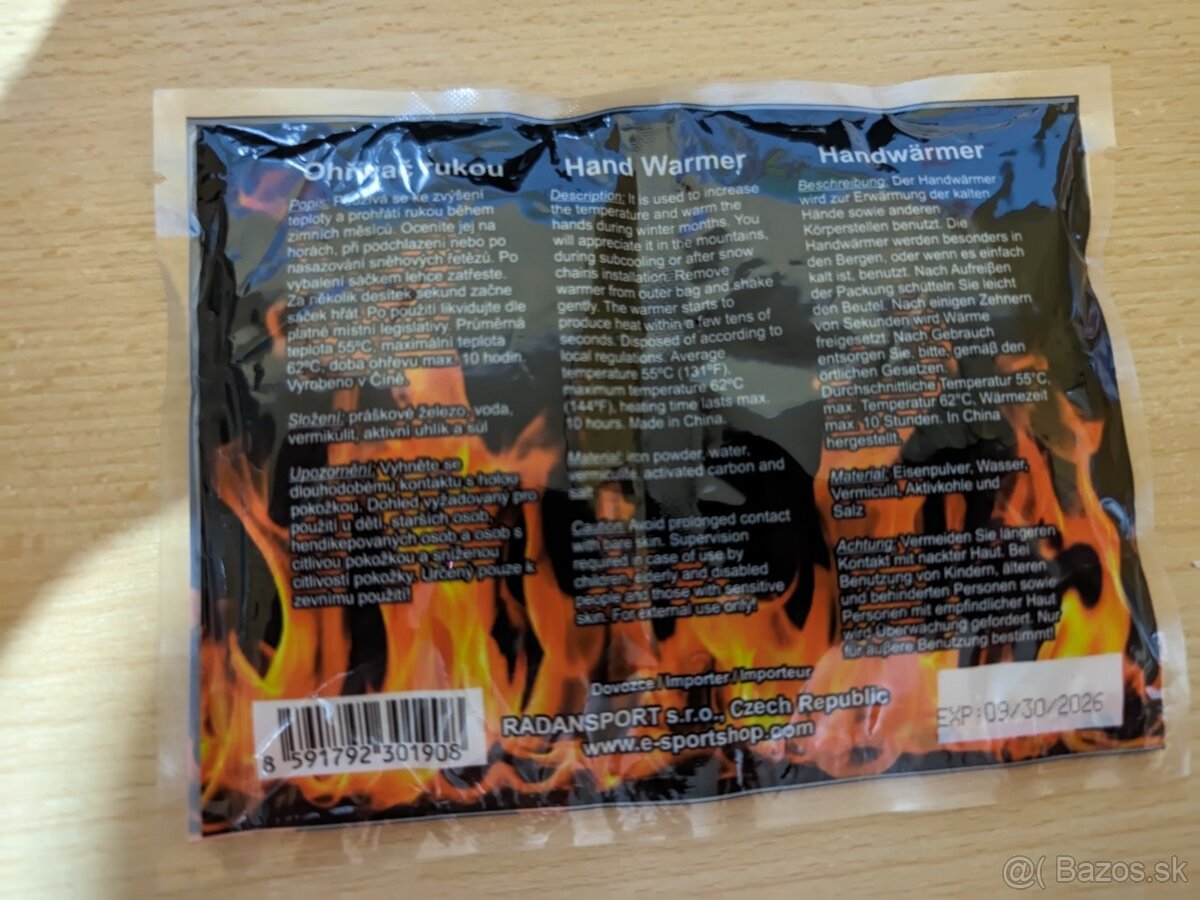 Ohřívač rukou
Popis: Používá se ke zvýšení
teploty a prohřátí rukou během
zimních měsíců. Oceníte jej na
horách, při podchlazení nebo po
nasazování sněhových řetězů. Po
vybalení sáčkem lehce zatřeste.
Za několik desítek sekund začne
sáček hřát. Po použití likvidujte dle
platné místní legislativy. Průměrná
teplota 55°C, maximální teplota
62°C, doba ohřevu max. 10 hodin.
Vyrobeno v Číně.
Složení: práškové železo, voda,
vermikulit, aktivní uhlík a sůl
Upozornění: Vyhněte se
dlouhodobému kontaktu s holou
pokožkou. Dohled vyžadovaný pro
použití u dětí, starších osob,
hendikepovaných osob a osob s
citlivou pokožkou a sníženou
citlivostí pokožky. Určený pouze k
zevnímu použití!
Hand Warmer
Description: It is used to increase
the temperature and warm the
hands during winter months. You
will appreciate it in the mountains,
during subcooling or after snow
chains installation. Remove
warmer from outer bag and shake
gently. The warmer starts to
produce heat within a few tens of
seconds. Disposed of according to
local regulations. Average
temperature 55°C (131°F),
maximum temperature 62°C
(144°F), heating time lasts max.
10 hours. Made in China.
Material: iron powder, water,
vermiculite, activated carbon and
salt
Caution: Avoid prolonged contact
with bare skin. Supervision
required in case of use by
children, elderly and disabled
people and those with sensitive
skin. For external use only!
Handwärmer
Beschreibung: Der Handwärmer
wird zur Erwärmung der kalten
Hände sowie anderen
Körperstellen benutzt. Die
Handwärmer werden besonders in
den Bergen, oder wenn es einfach
kalt ist, benutzt. Nach Aufreißen
der Packung schütteln Sie leicht
den Beutel. Nach einigen Zehnern
von Sekunden wird Wärme
freigesetzt. Nach Gebrauch
entsorgen Sie, bitte, gemäß den
örtlichen Gesetzen.
Durchschnittliche Temperatur 55°C,
max. Temperatur 62°C, Wärmezeit
max. 10 Stunden. In China
hergestellt.
Material: Eisenpulver, Wasser,
Vermiculit, Aktivkohle und
Salz
Achtung: Vermeiden Sie längeren
Kontakt mit nackter Haut. Bei
Benutzung von Kindern, älteren
und behinderten Personen sowie
Personen mit empfindlicher Haut
wird Überwachung gefordert. Nur
für äußere Benutzung bestimmt!
Dovozce / Importer / Importeur
RADANSPORT s.r.o., Czech Republic
www.e-sportshop.com
8 591792 301908
EXP:09/30/2026
@( Bazos.sk